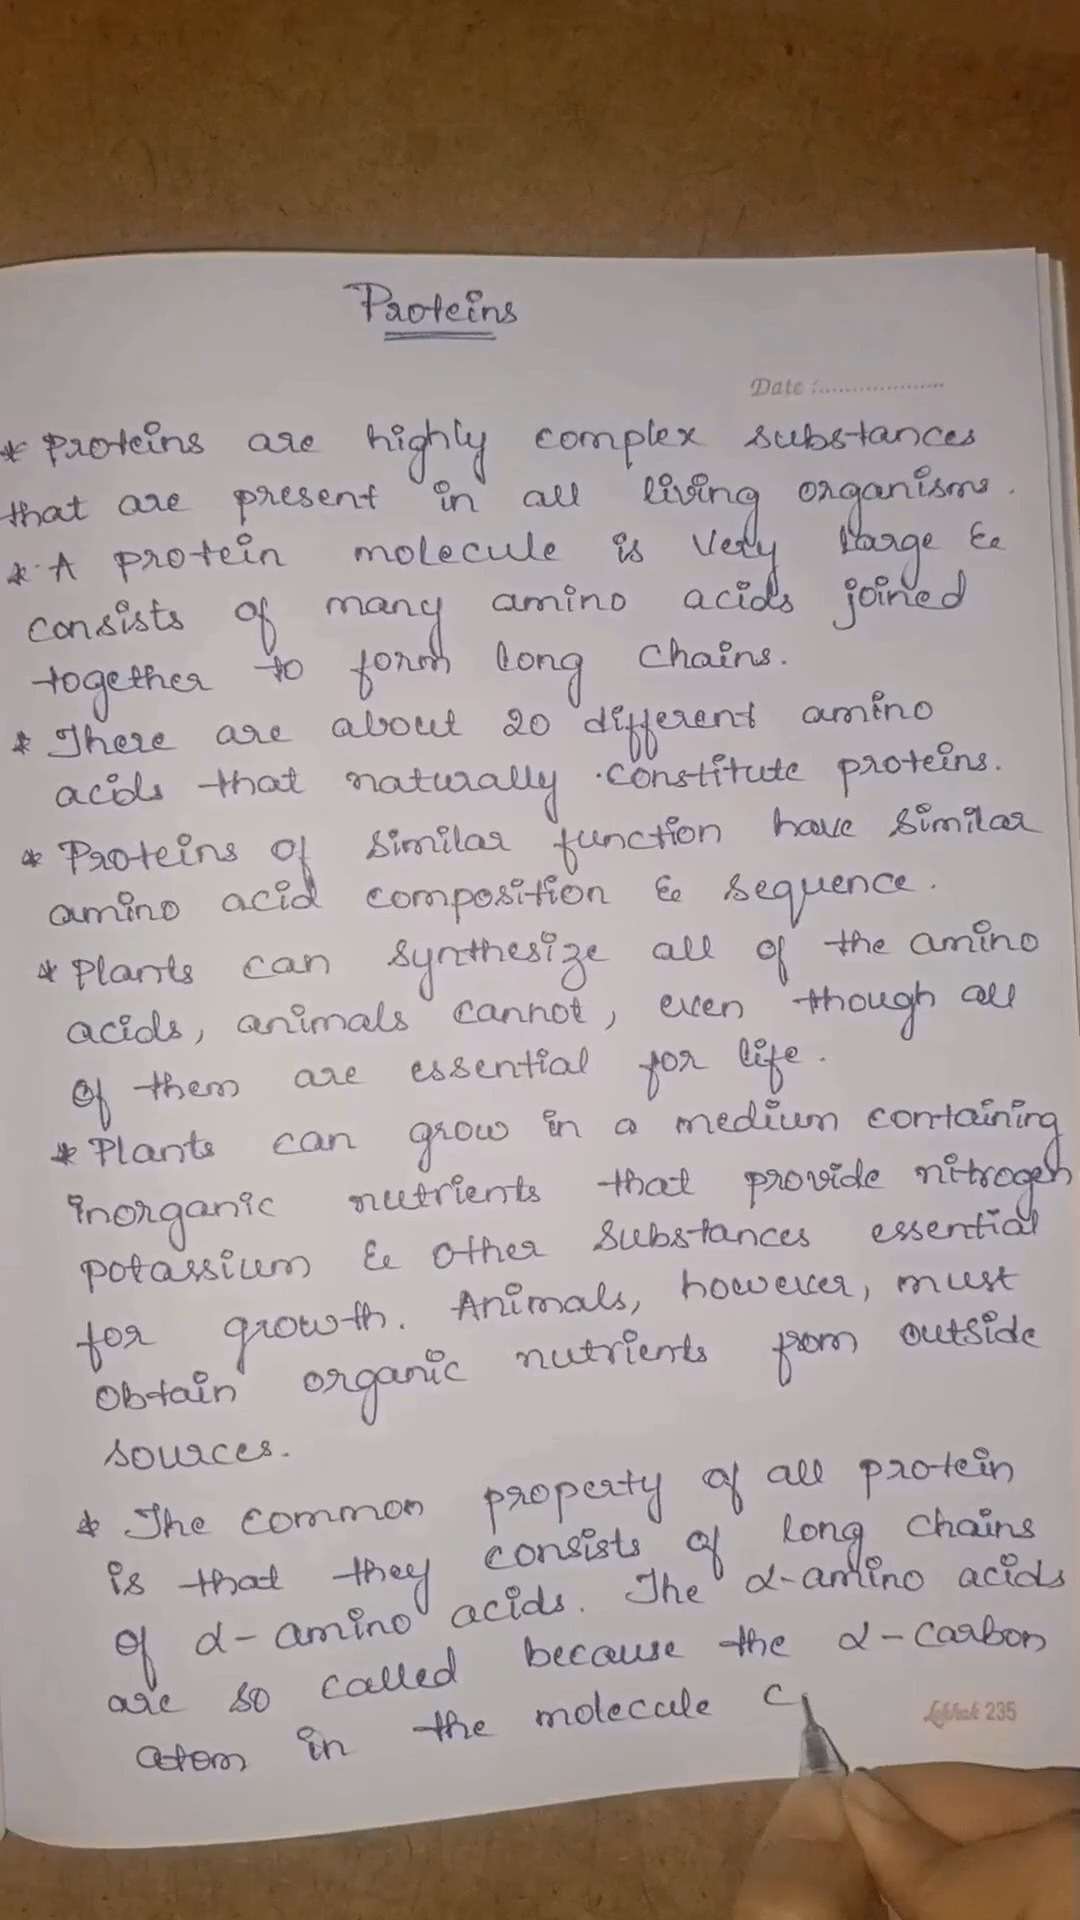 Proteins
Date :....................
* Proteins are highly complex substances
that are present in all living organisms.
* A protein molecule is very large &
consists of many amino acids joined
together to form long chains.
* There are about 20 different amino
acids that naturally constitute proteins.
* Proteins of similar function have similar
amino acid composition & sequence.
* Plants can synthesize all of the amino
acids, animals cannot, even though all
of them are essential for life.
* Plants can grow in a medium containing
inorganic nutrients that provide nitrogen
potassium & other substances essential
for growth. Animals, however, must
obtain organic nutrients from outside
sources.
* The common property of all protein
is that they consists of long chains
of α-amino acids. The α-amino acids
are so called because the α-carbon
atom in the molecule c
Lekhak 235